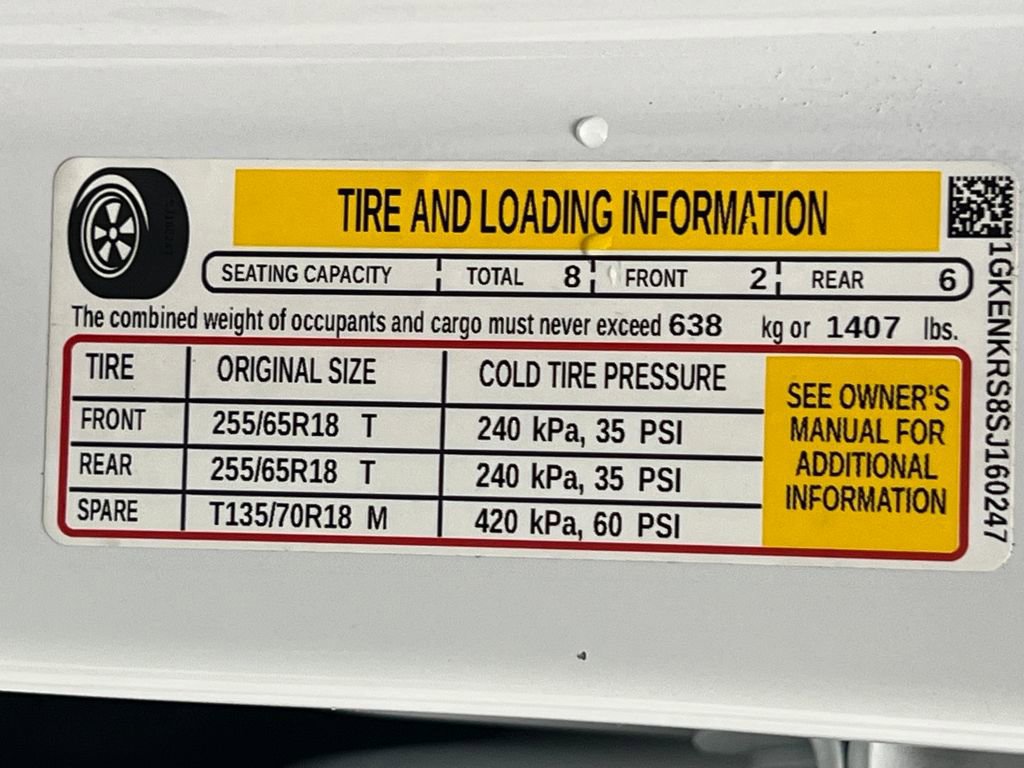 TIRE AND LOADING INFORMATION
SEATING CAPACITY TOTAL 8 FRONT 2 REAR 6
The combined weight of occupants and cargo must never exceed 638 kg or 1407 lbs.
TIRE ORIGINAL SIZE COLD TIRE PRESSURE
FRONT 255/65R18 T 240 kPa, 35 PSI
REAR 255/65R18 T 240 kPa, 35 PSI
SPARE T135/70R18 M 420 kPa, 60 PSI
SEE OWNER'S
MANUAL FOR
ADDITIONAL
INFORMATION
1GKENKRS8SJ160247